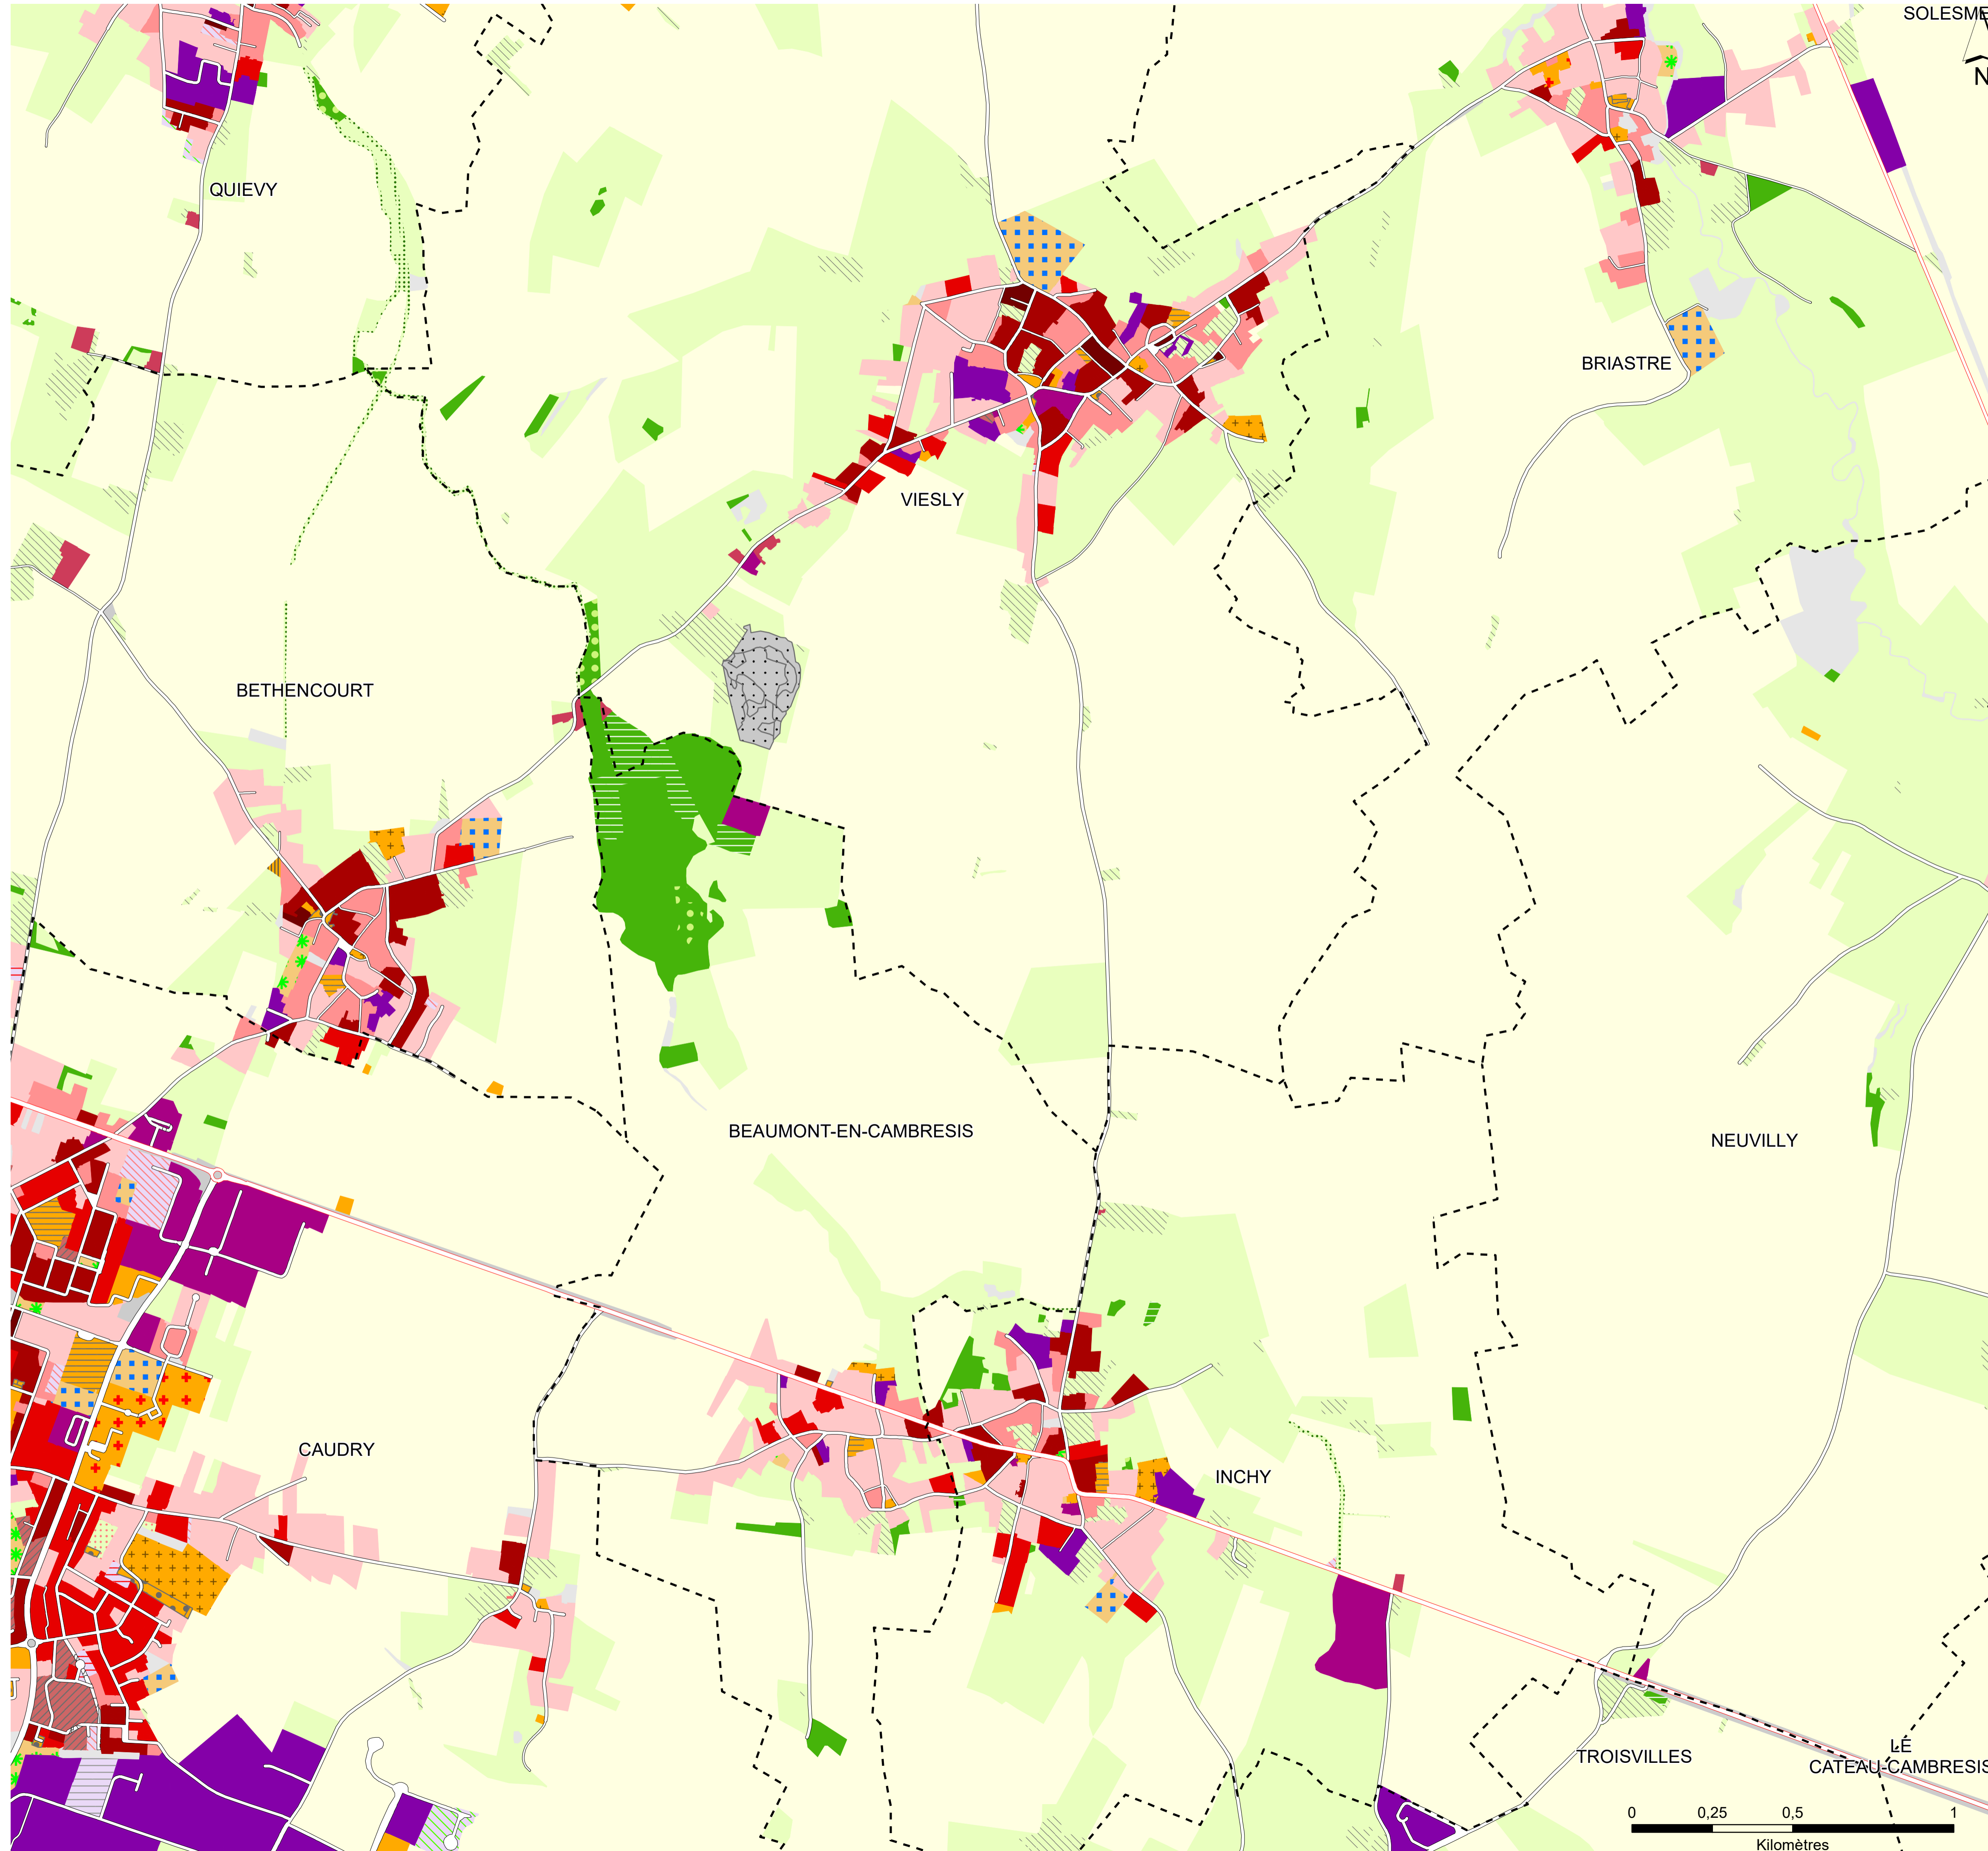 SOLESME
N
QUIEVY
BRIASTRE
VIESLY
BETHENCOURT
BEAUMONT-EN-CAMBRESIS
NEUVILLY
CAUDRY
INCHY
TROISVILLES
LE
CATEAU-CAMBRESIS
0 0,25 0,5 1
Kilomètres